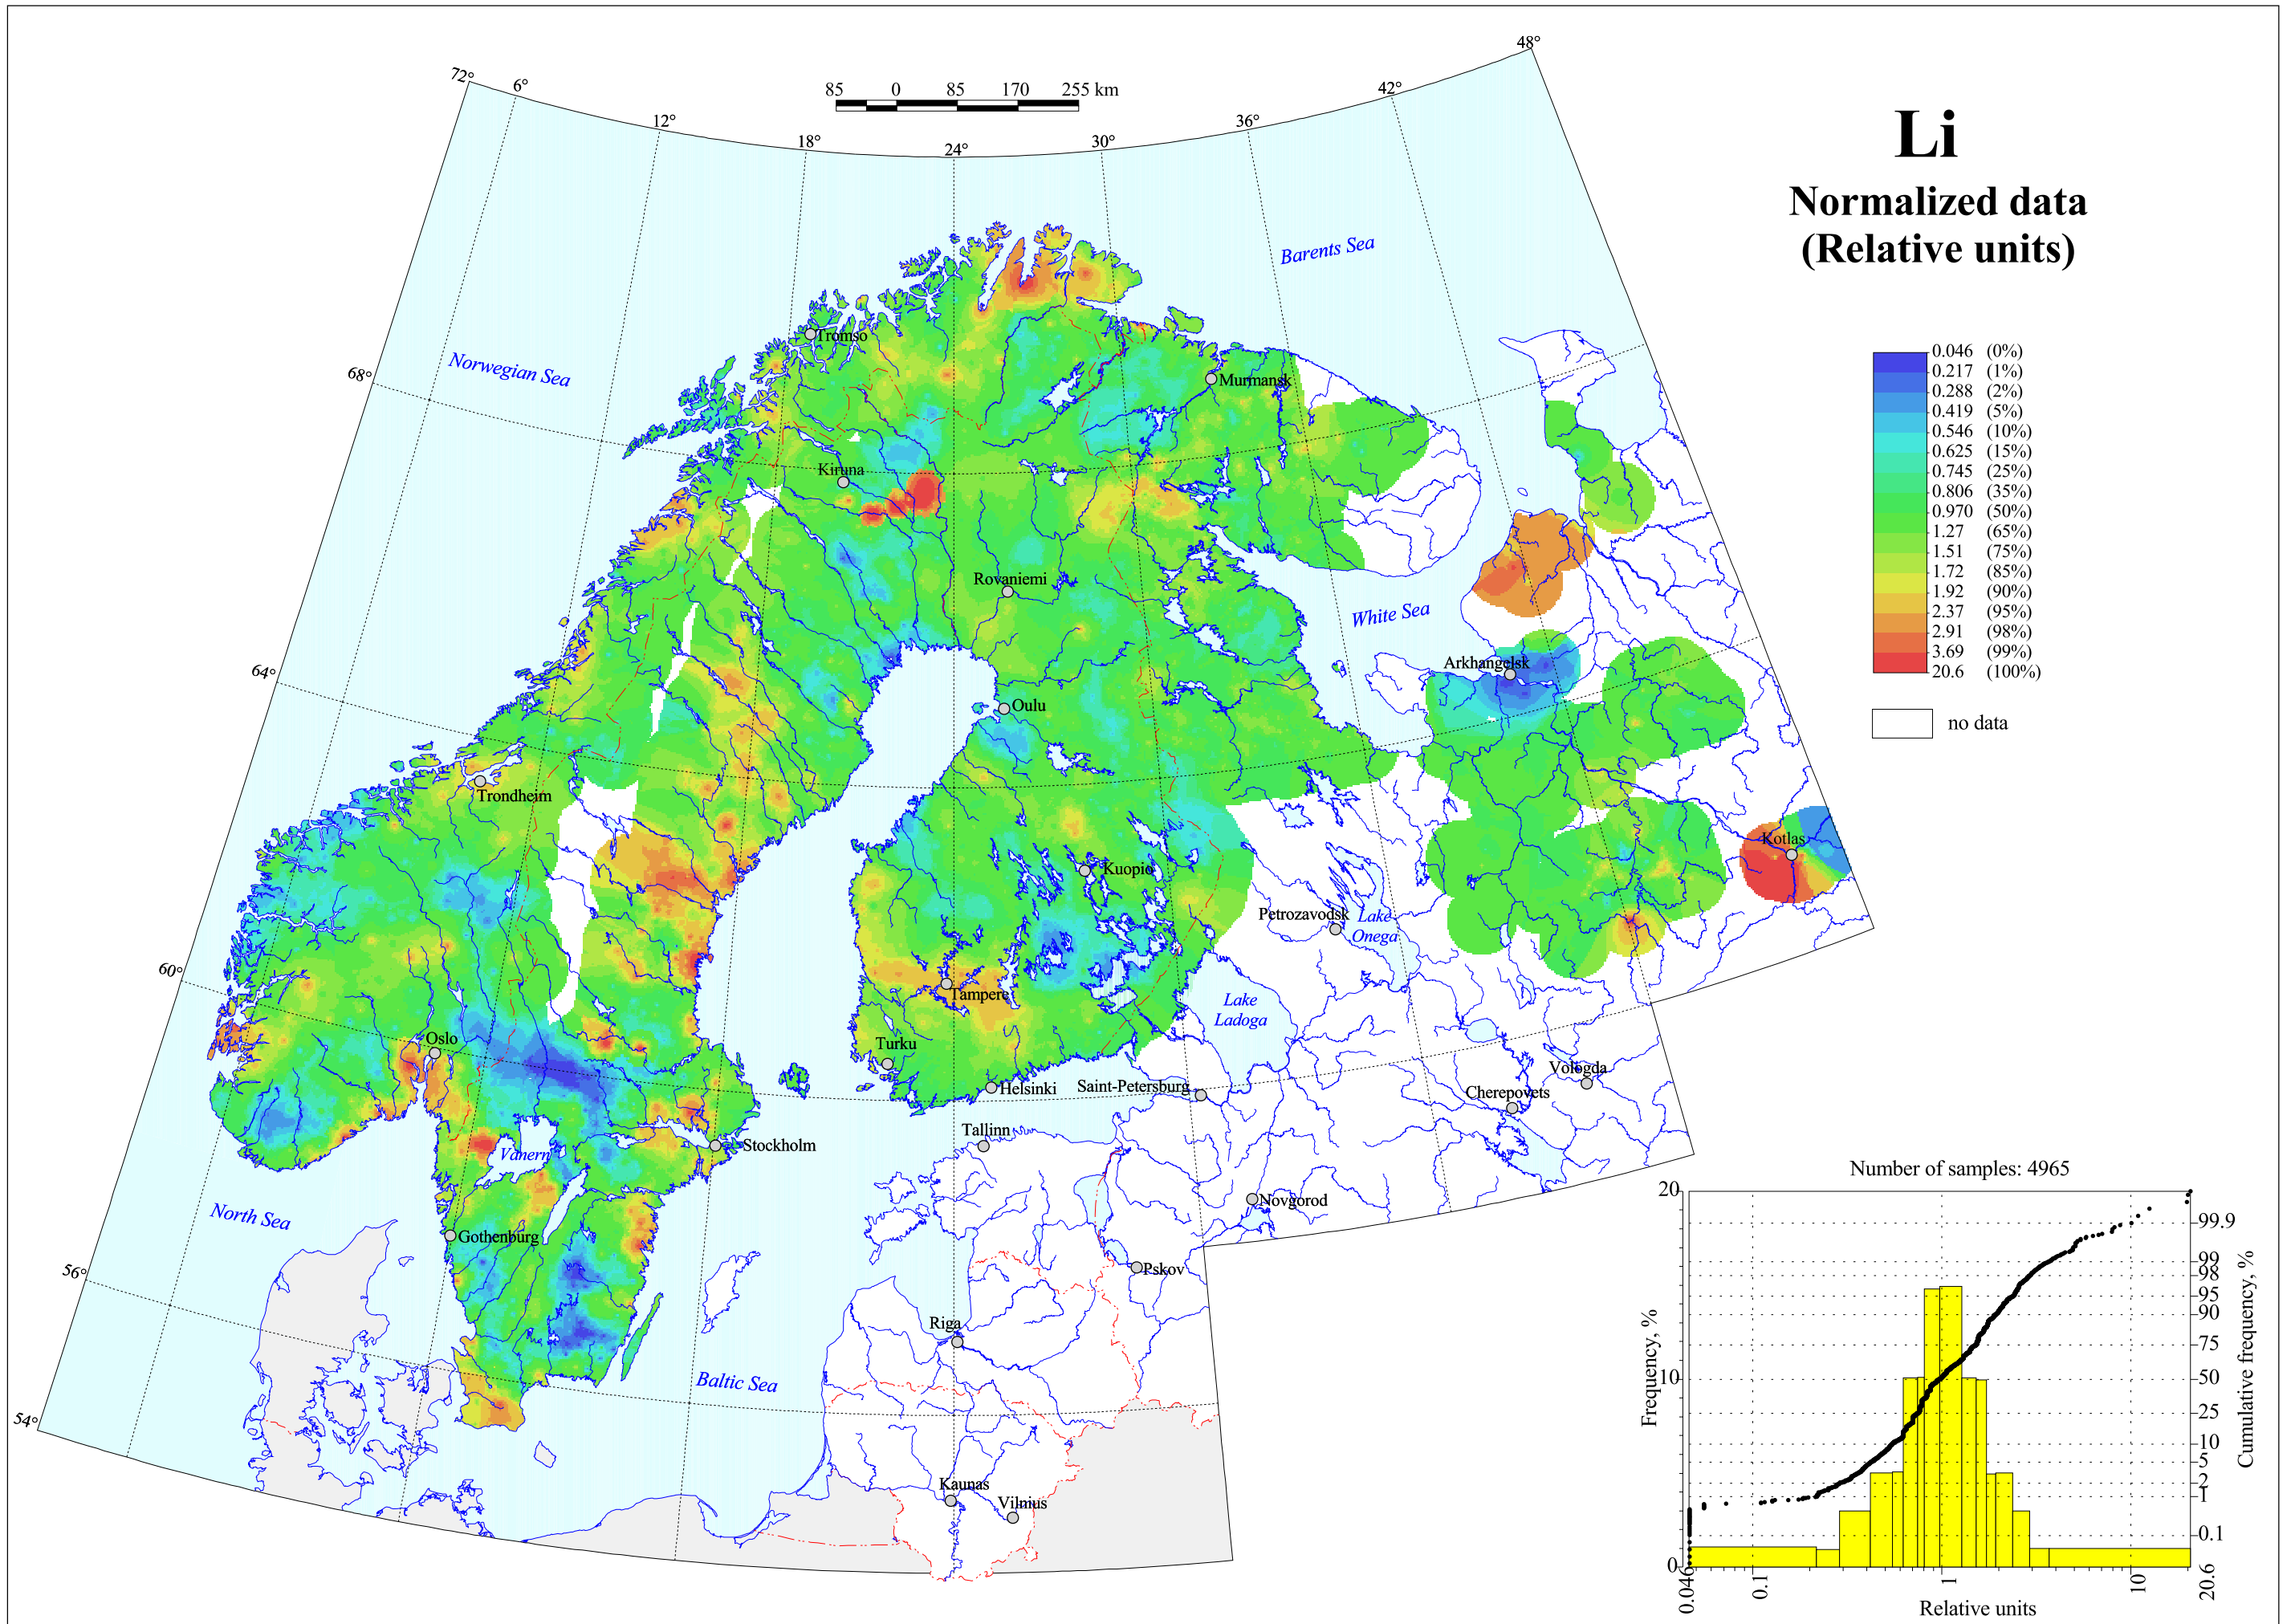 48°
72°
6°
42°
85 0 85 170 255 km
12°
36°
18°
24°
30°
Li
Normalized data
(Relative units)
Barents Sea
Norwegian Sea
Tromso
68°
Murmansk
Kiruna
Rovaniemi
White Sea
Arkhangelsk
64°
Oulu
Trondheim
Kotlas
Kuopio
Petrozavodsk
Lake
Onega
60°
Tampere
Lake
Ladoga
Oslo
Turku
Helsinki
Saint-Petersburg
Vologda
Cherepovets
Tallinn
Stockholm
Vanern
Novgorod
North Sea
Gothenburg
Pskov
56°
Riga
Baltic Sea
54°
Kaunas
Vilnius
0.046 (0%)
0.217 (1%)
0.288 (2%)
0.419 (5%)
0.546 (10%)
0.625 (15%)
0.745 (25%)
0.806 (35%)
0.970 (50%)
1.27 (65%)
1.51 (75%)
1.72 (85%)
1.92 (90%)
2.37 (95%)
2.91 (98%)
3.69 (99%)
20.6 (100%)
no data
Number of samples: 4965
20
10
0
Frequency, %
99.9
99
98
95
90
75
50
25
10
5
2
1
0.1
Cumulative frequency, %
0.046
0.1
1
10
20.6
Relative units